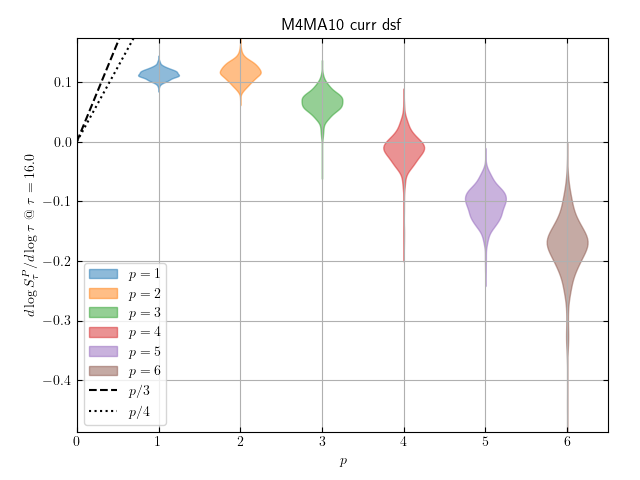 M4MA10 curr dsf
d log S_τ^P / d log τ @ τ = 16.0
0.1
0.0
−0.1
−0.2
−0.3
−0.4
p = 1
p = 2
p = 3
p = 4
p = 5
p = 6
p/3
p/4
0 1 2 3 4 5 6
p